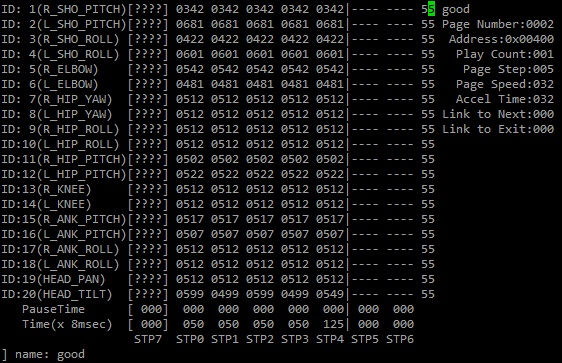 ID: 1(R_SHO_PITCH)[????] 0342 0342 0342 0342 0342|---- ---- 55 good
ID: 2(L_SHO_PITCH)[????] 0681 0681 0681 0681 0681|---- ---- 55 Page Number:0002
ID: 3(R_SHO_ROLL) [????] 0422 0422 0422 0422 0422|---- ---- 55 Address:0x00400
ID: 4(L_SHO_ROLL) [????] 0601 0601 0601 0601 0601|---- ---- 55 Play Count:001
ID: 5(R_ELBOW) [????] 0542 0542 0542 0542 0542|---- ---- 55 Page Step:005
ID: 6(L_ELBOW) [????] 0481 0481 0481 0481 0481|---- ---- 55 Page Speed:032
ID: 7(R_HIP_YAW) [????] 0512 0512 0512 0512 0512|---- ---- 55 Accel Time:032
ID: 8(L_HIP_YAW) [????] 0512 0512 0512 0512 0512|---- ---- 55 Link to Next:000
ID: 9(R_HIP_ROLL) [????] 0512 0512 0512 0512 0512|---- ---- 55 Link to Exit:000
ID:10(L_HIP_ROLL) [????] 0512 0512 0512 0512 0512|---- ---- 55
ID:11(R_HIP_PITCH)[????] 0502 0502 0502 0502 0502|---- ---- 55
ID:12(L_HIP_PITCH)[????] 0522 0522 0522 0522 0522|---- ---- 55
ID:13(R_KNEE) [????] 0512 0512 0512 0512 0512|---- ---- 55
ID:14(L_KNEE) [????] 0512 0512 0512 0512 0512|---- ---- 55
ID:15(R_ANK_PITCH)[????] 0517 0517 0517 0517 0517|---- ---- 55
ID:16(L_ANK_PITCH)[????] 0507 0507 0507 0507 0507|---- ---- 55
ID:17(R_ANK_ROLL) [????] 0512 0512 0512 0512 0512|---- ---- 55
ID:18(L_ANK_ROLL) [????] 0512 0512 0512 0512 0512|---- ---- 55
ID:19(HEAD_PAN) [????] 0512 0512 0512 0512 0512|---- ---- 55
ID:20(HEAD_TILT) [????] 0599 0499 0599 0499 0549|---- ---- 55
PauseTime [ 000] 000 000 000 000 000| 000 000
Time(x 8msec) [ 000] 050 050 050 050 125| 000 000
STP7 STP0 STP1 STP2 STP3 STP4 STP5 STP6
] name: good